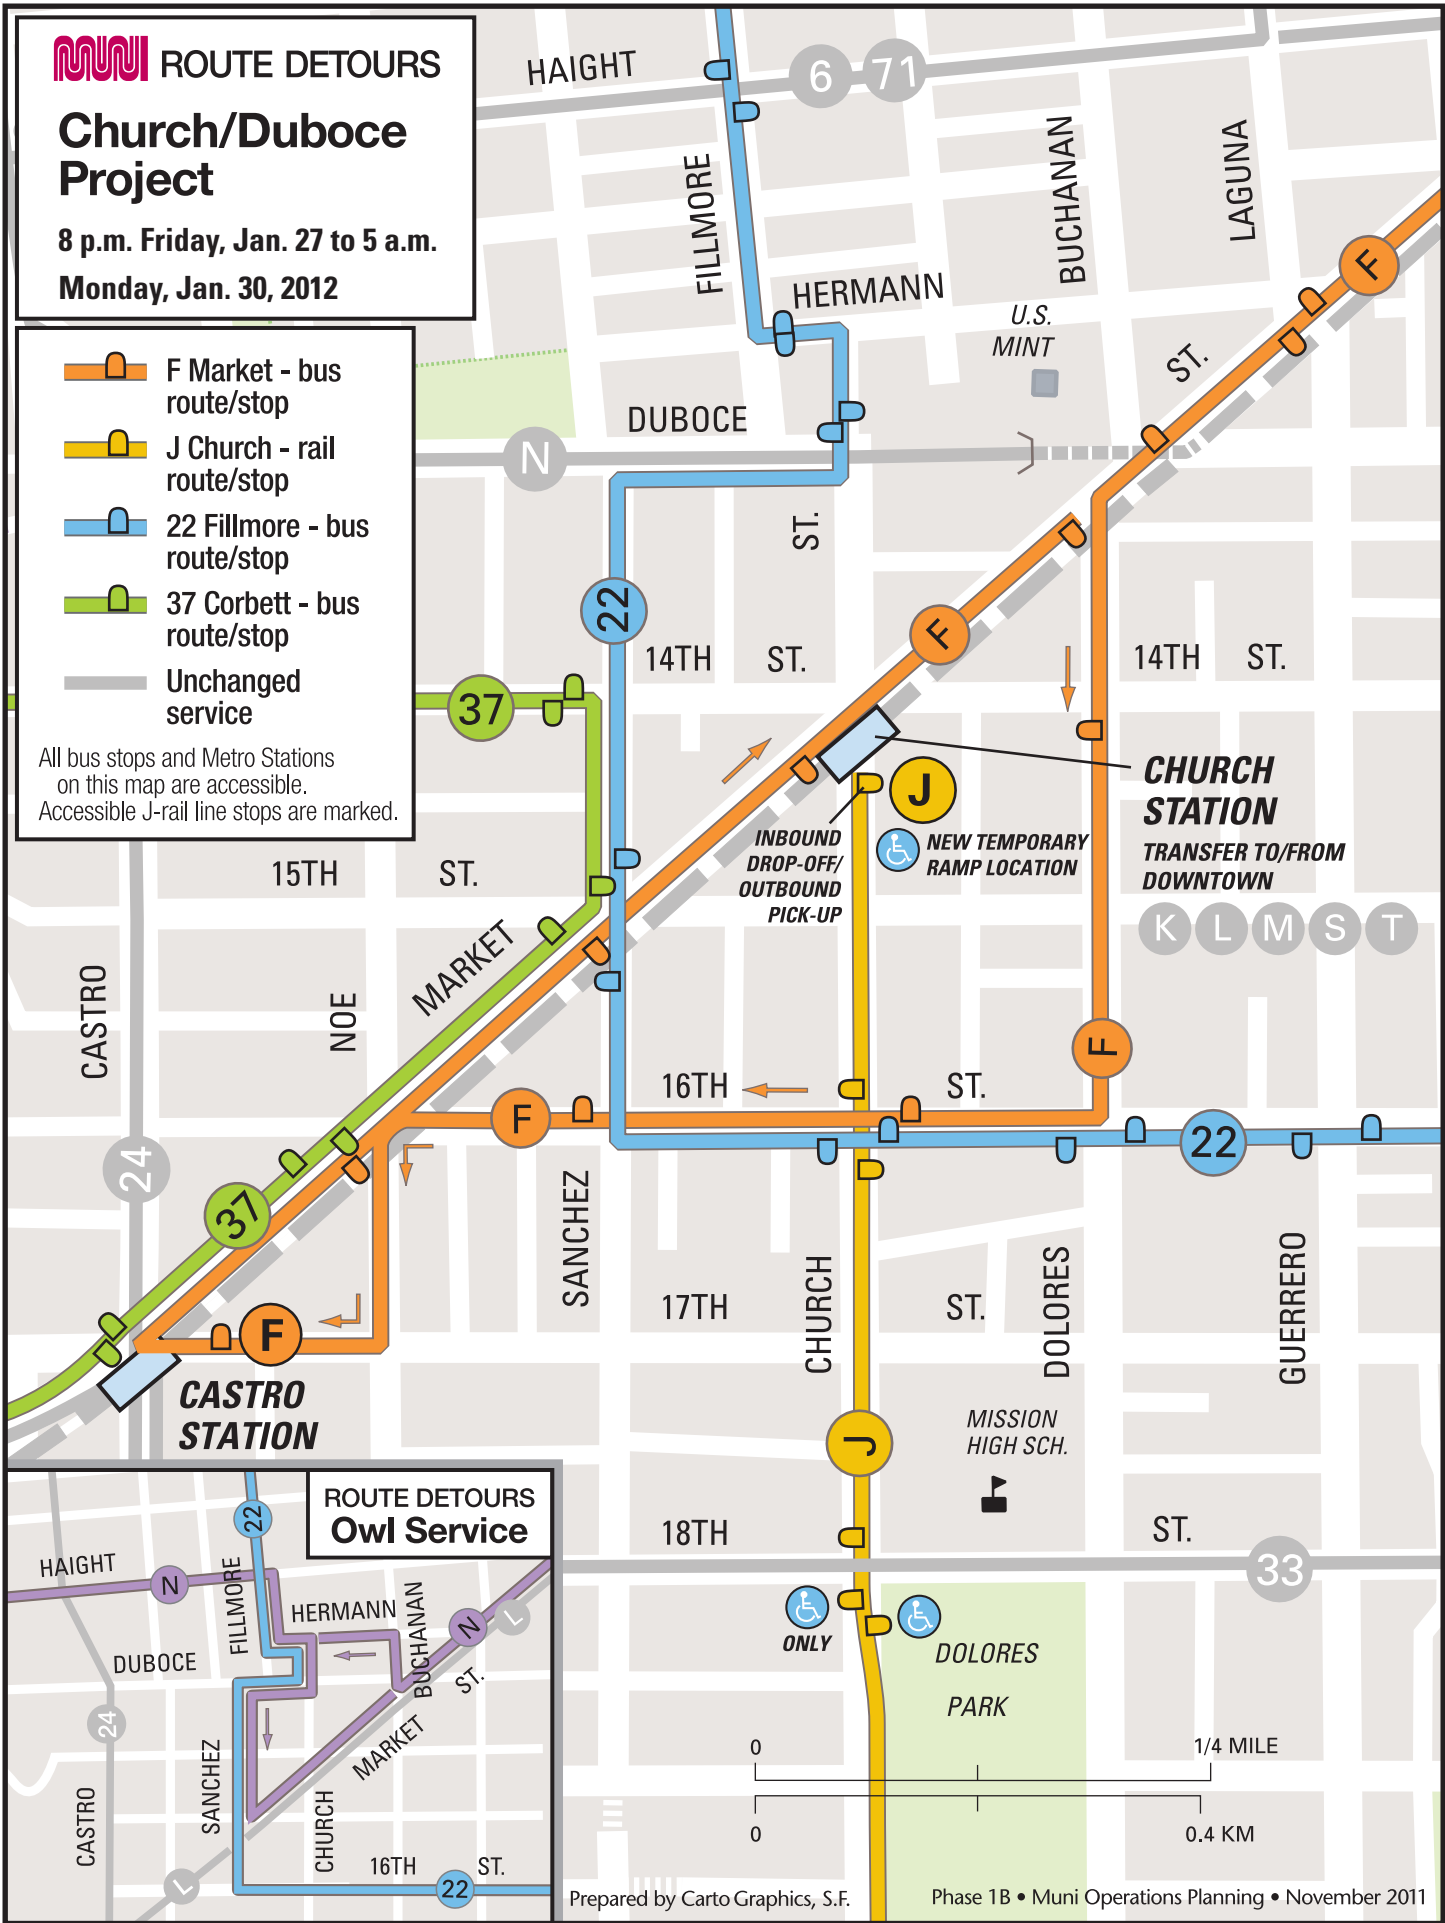 MUNI ROUTE DETOURS
Church/Duboce
Project
8 p.m. Friday, Jan. 27 to 5 a.m.
Monday, Jan. 30, 2012
F Market - bus
route/stop
J Church - rail
route/stop
22 Fillmore - bus
route/stop
37 Corbett - bus
route/stop
Unchanged
service
All bus stops and Metro Stations
on this map are accessible.
Accessible J-rail line stops are marked.
HAIGHT
6
71
FILLMORE
BUCHANAN
LAGUNA
HERMANN
U.S.
MINT
F
ST.
DUBOCE
N
ST.
22
14TH
ST.
F
14TH
ST.
37
CHURCH
STATION
TRANSFER TO/FROM
DOWNTOWN
K
L
M
S
T
J
INBOUND
DROP-OFF/
OUTBOUND
PICK-UP
NEW TEMPORARY
RAMP LOCATION
15TH
ST.
MARKET
CASTRO
NOE
F
16TH
ST.
F
22
24
37
SANCHEZ
CHURCH
DOLORES
GUERRERO
17TH
ST.
F
CASTRO
STATION
J
MISSION
HIGH SCH.
18TH
ST.
33
ONLY
DOLORES
PARK
0
1/4 MILE
0
0.4 KM
Prepared by Carto Graphics, S.F.
Phase 1B • Muni Operations Planning • November 2011
ROUTE DETOURS
Owl Service
22
HAIGHT
N
FILLMORE
HERMANN
BUCHANAN
N
L
DUBOCE
ST.
24
MARKET
SANCHEZ
CASTRO
CHURCH
16TH
ST.
L
22